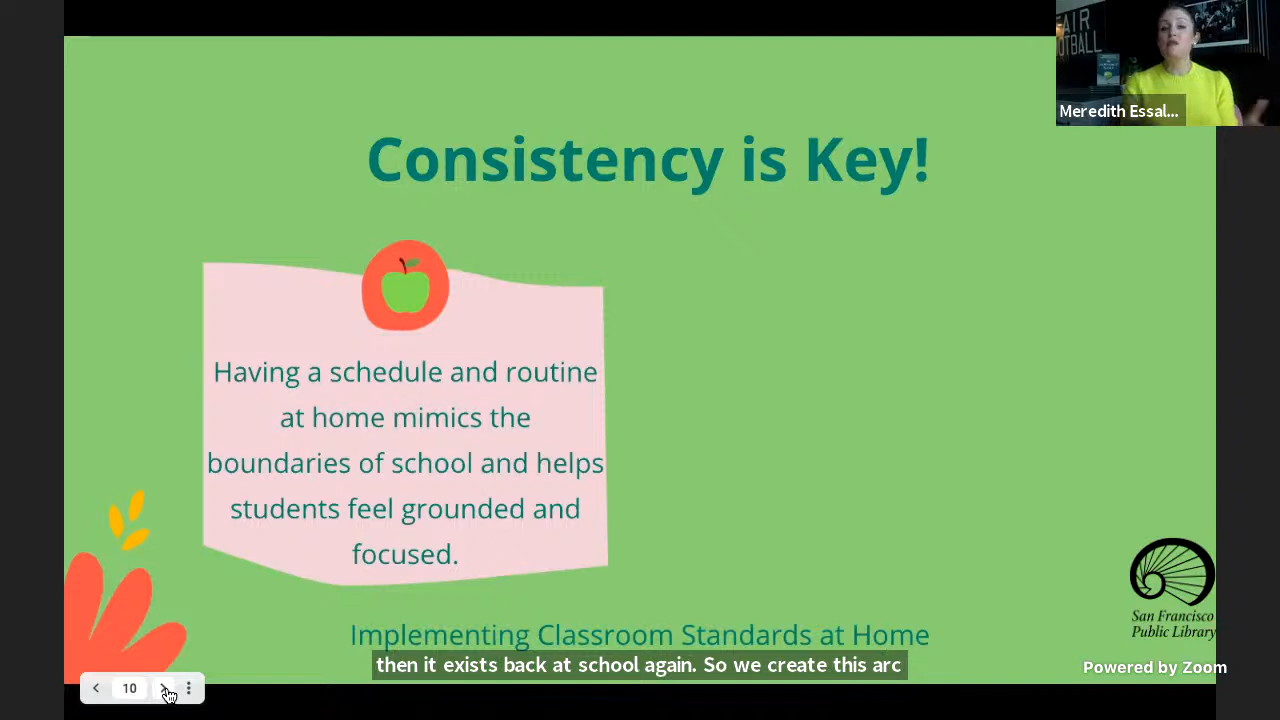 Consistency is Key!
Having a schedule and routine
at home mimics the
boundaries of school and helps
students feel grounded and
focused.
Implementing Classroom Standards at Home
then it exists back at school again. So we create this arc
10
San Francisco
Public Library
Powered by Zoom
Meredith Essal...
AIR
OTBALL